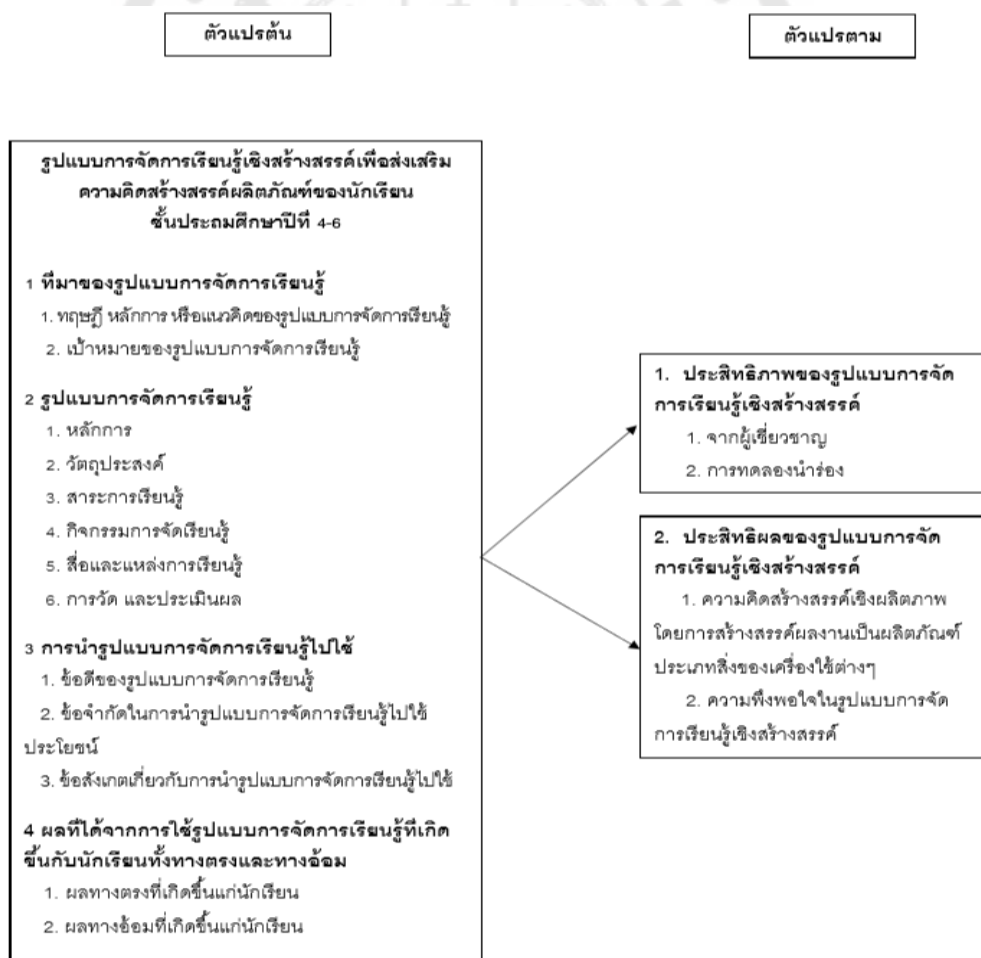 ตัวแปรต้น
ตัวแปรตาม
รูปแบบการจัดการเรียนรู้เชิงสร้างสรรค์เพื่อส่งเสริม
ความคิดสร้างสรรค์ผลิตภัณฑ์ของนักเรียน
ชั้นประถมศึกษาปีที่ 4-6
1 ที่มาของรูปแบบการจัดการเรียนรู้
1. ทฤษฎี หลักการ หรือแนวคิดของรูปแบบการจัดการเรียนรู้
2. เป้าหมายของรูปแบบการจัดการเรียนรู้
2 รูปแบบการจัดการเรียนรู้
1. หลักการ
2. วัตถุประสงค์
3. สาระการเรียนรู้
4. กิจกรรมการจัดเรียนรู้
5. สื่อและแหล่งการเรียนรู้
6. การวัด และประเมินผล
3 การนำรูปแบบการจัดการเรียนรู้ไปใช้
1. ข้อดีของรูปแบบการจัดการเรียนรู้
2. ข้อจำกัดในการนำรูปแบบการจัดการเรียนรู้ไปใช้
ประโยชน์
3. ข้อสังเกตเกี่ยวกับการนำรูปแบบการจัดการเรียนรู้ไปใช้
4 ผลที่ได้จากการใช้รูปแบบการจัดการเรียนรู้ที่เกิด
ขึ้นกับนักเรียนทั้งทางตรงและทางอ้อม
1. ผลทางตรงที่เกิดขึ้นแก่นักเรียน
2. ผลทางอ้อมที่เกิดขึ้นแก่นักเรียน
1. ประสิทธิภาพของรูปแบบการจัด
การเรียนรู้เชิงสร้างสรรค์
1. จากผู้เชี่ยวชาญ
2. การทดลองนำร่อง
2. ประสิทธิผลของรูปแบบการจัด
การเรียนรู้เชิงสร้างสรรค์
1. ความคิดสร้างสรรค์เชิงผลิตภาพ
โดยการสร้างสรรค์ผลงานเป็นผลิตภัณฑ์
ประเภทสิ่งของเครื่องใช้ต่างๆ
2. ความพึงพอใจในรูปแบบการจัด
การเรียนรู้เชิงสร้างสรรค์